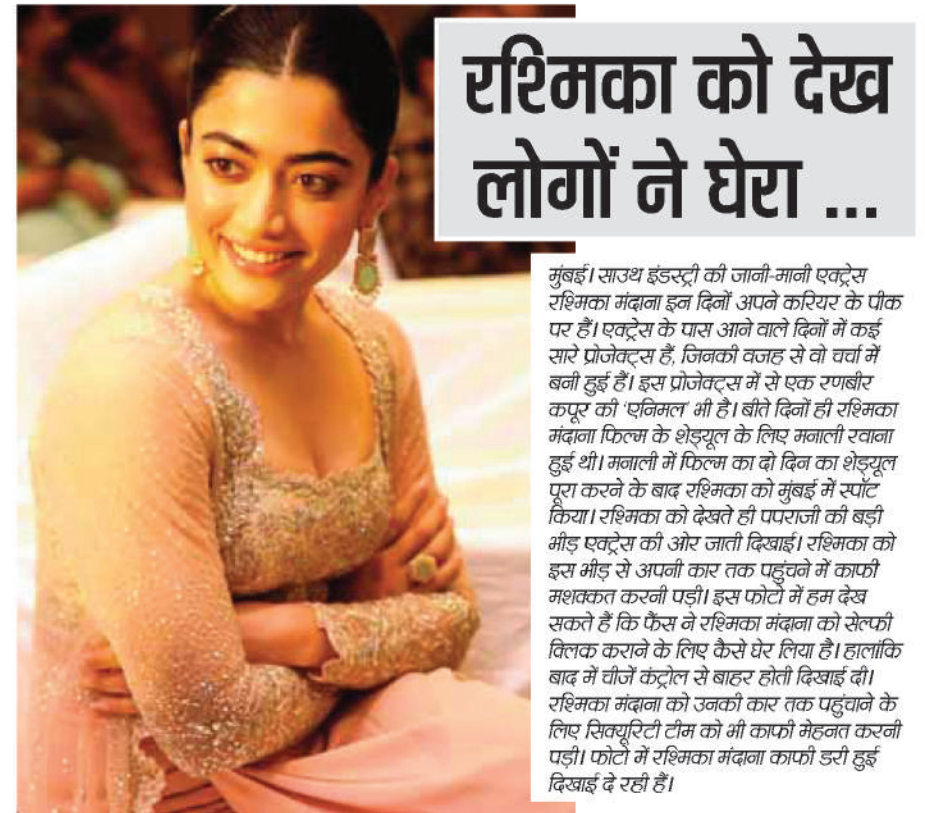 रश्मिका को देख
लोगों ने घेरा ...
मुंबई। साउथ इंडस्ट्री की जानी-मानी एक्ट्रेस
रश्मिका मंदाना इन दिनों अपने करियर के पीक
पर हैं। एक्ट्रेस के पास आने वाले दिनों में कई
सारे प्रोजेक्ट्स हैं, जिनकी वजह से वो चर्चा में
बनी हुई हैं। इस प्रोजेक्ट्स में से एक रणबीर
कपूर की 'एनिमल' भी है। बीते दिनों ही रश्मिका
मंदाना फिल्म के शेड्यूल के लिए मनाली रवाना
हुई थी। मनाली में फिल्म का दो दिन का शेड्यूल
पूरा करने के बाद रश्मिका को मुंबई में स्पॉट
किया। रश्मिका को देखते ही पपराजी की बड़ी
भीड़ एक्ट्रेस की ओर जाती दिखाई। रश्मिका को
इस भीड़ से अपनी कार तक पहुंचने में काफी
मशक्कत करनी पड़ी। इस फोटो में हम देख
सकते हैं कि फैंस ने रश्मिका मंदाना को सेल्फी
क्लिक कराने के लिए कैसे घेर लिया है। हालांकि
बाद में चीजें कंट्रोल से बाहर होती दिखाई दी।
रश्मिका मंदाना को उनकी कार तक पहुंचाने के
लिए सिक्यूरिटी टीम को भी काफी मेहनत करनी
पड़ी। फोटो में रश्मिका मंदाना काफी डरी हुई
दिखाई दे रही हैं।